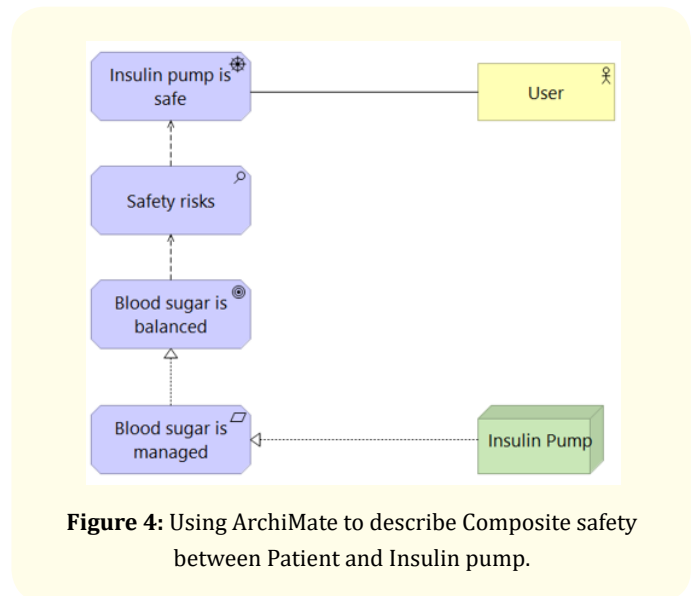 Insulin pump is
safe
User
Safety risks
Blood sugar is
balanced
Blood sugar is
managed
Insulin Pump
Figure 4: Using ArchiMate to describe Composite safety
between Patient and Insulin pump.